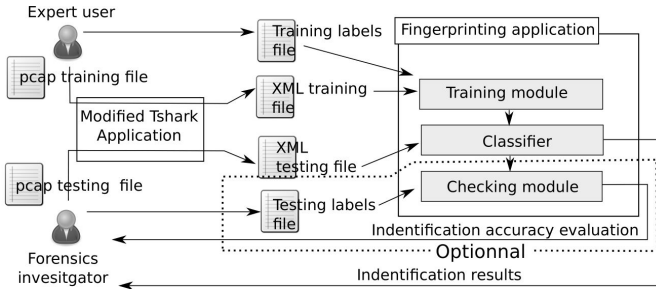 Expert user
Training labels
file
Fingerprinting application
pcap training file
XML training
file
Training module
Modified Tshark
Application
XML
testing file
Classifier
pcap testing file
Checking module
Testing labels
file
Forensics
invesitgator
Indentification accuracy evaluation
Optionnal
Indentification results